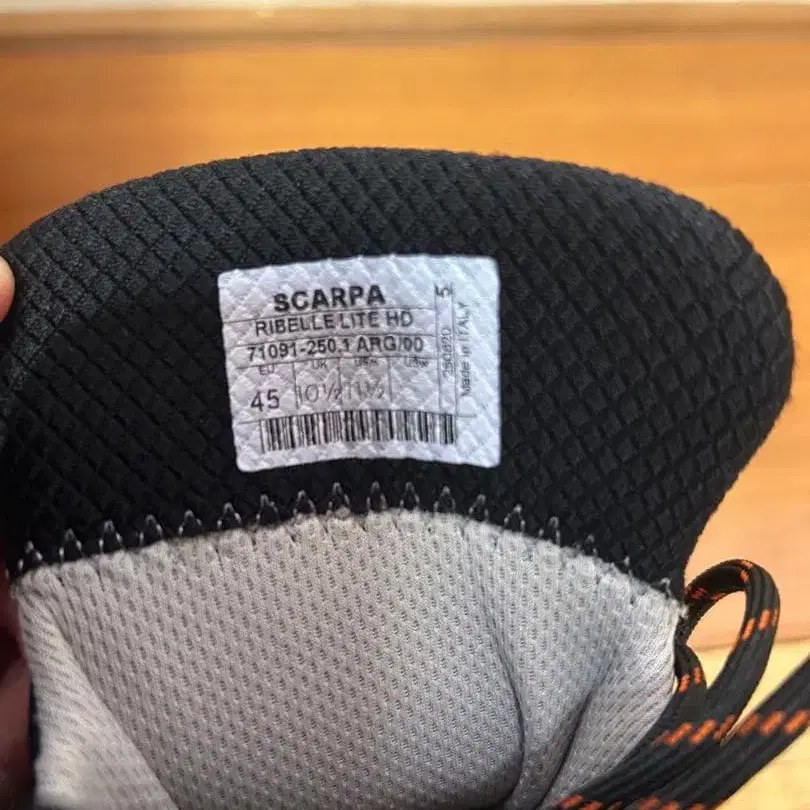 SCARPA
RIBELLE LITE HD
71091-250.1 ARG/00
EU UK USM USW
45 10½ 11½
5
Made in ITALY